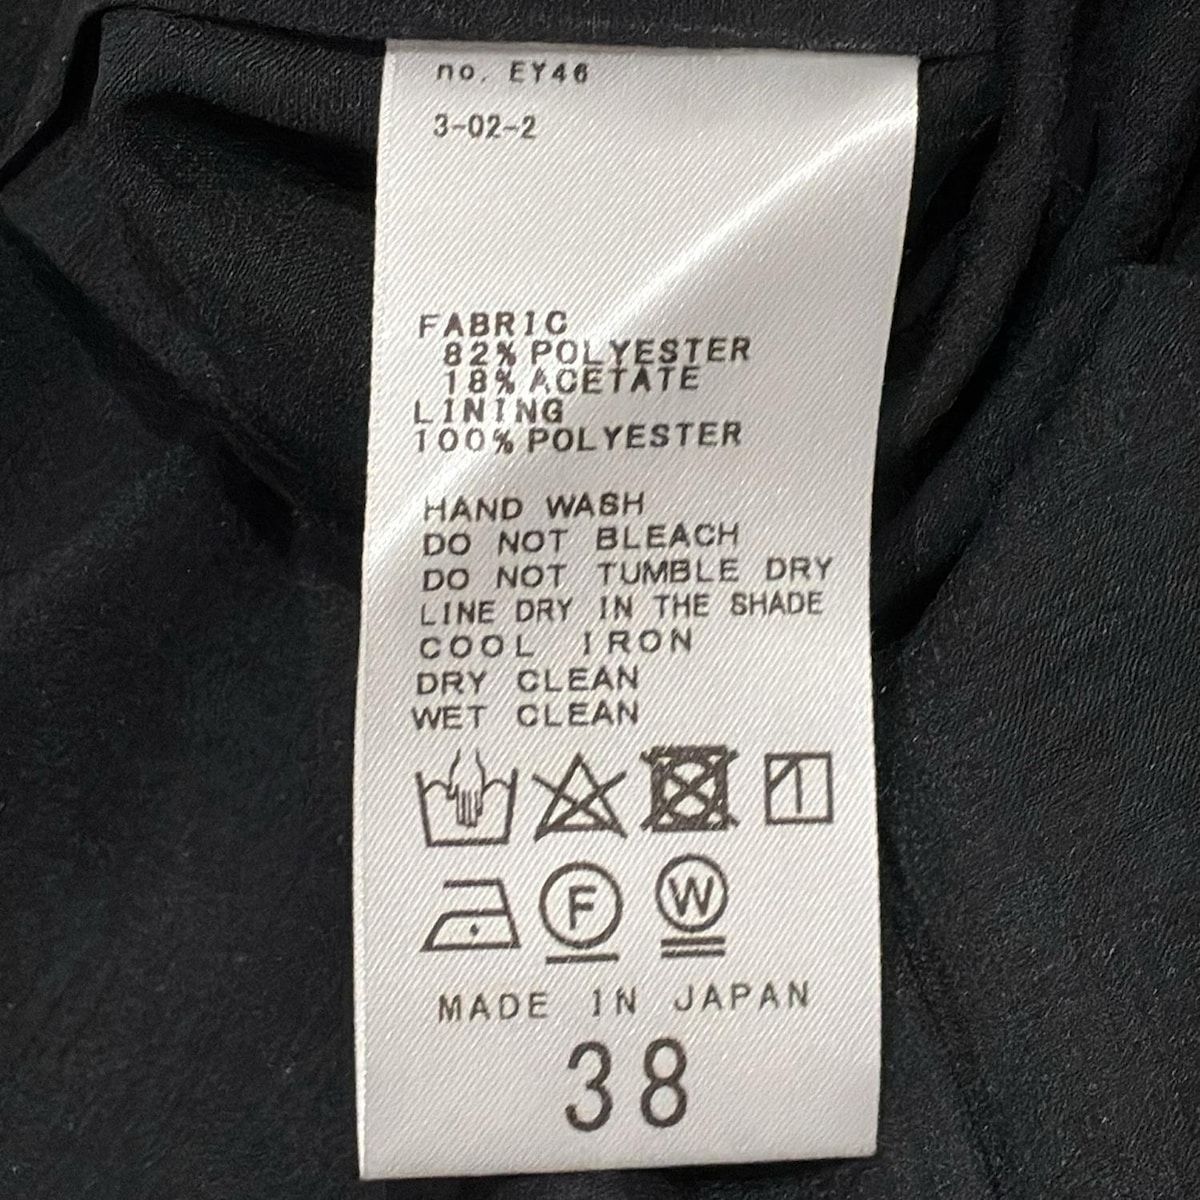 no. EY46
3-02-2
FABRIC
82% POLYESTER
18% ACETATE
LINING
100% POLYESTER
HAND WASH
DO NOT BLEACH
DO NOT TUMBLE DRY
LINE DRY IN THE SHADE
COOL IRON
DRY CLEAN
WET CLEAN
F W
MADE IN JAPAN
38